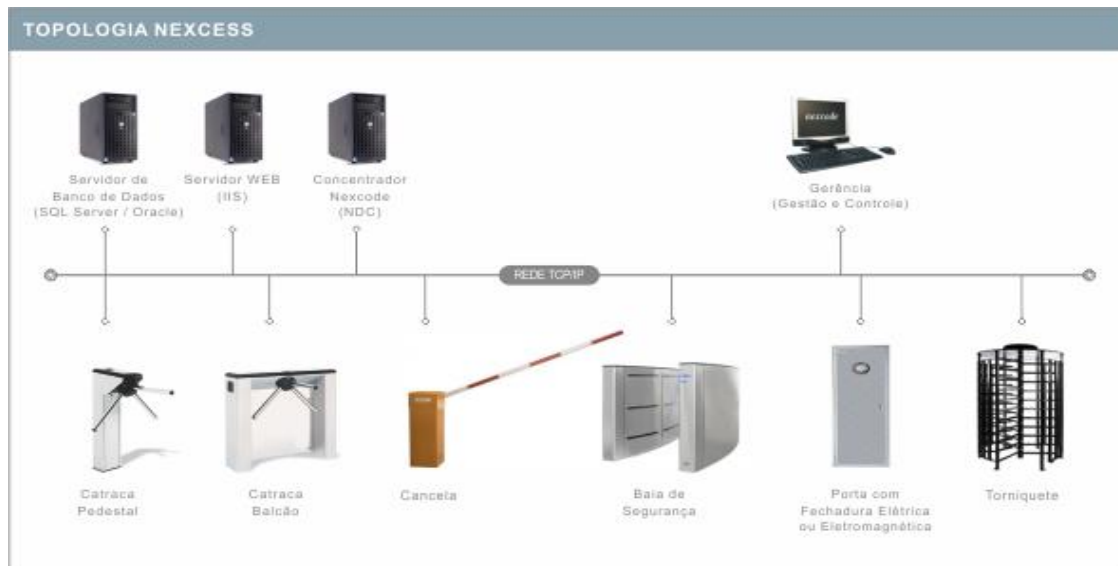 TOPOLOGIA NEXCESS
nexcode
Servidor de
Banco de Dados
(SQL Server / Oracle)
Servidor WEB
(IIS)
Concentrador
Nexcode
(NDC)
Gerência
(Gestão e Controle)
REDE TCP/IP
Catraca
Pedestal
Catraca
Balcão
Cancela
Baia de
Segurança
Porta com
Fechadura Elétrica
ou Eletromagnética
Torniquete